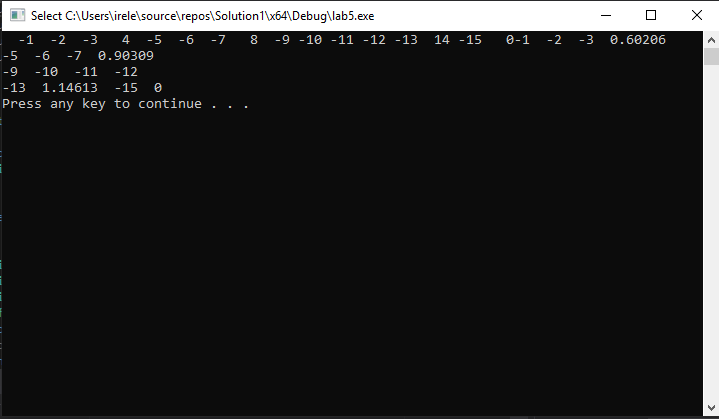 Select C:\Users\irele\source\repos\Solution1\x64\Debug\lab5.exe
-1 -2 -3 4 -5 -6 -7 8 -9 -10 -11 -12 -13 14 -15 0-1 -2 -3 0.60206
-5 -6 -7 0.90309
-9 -10 -11 -12
-13 1.14613 -15 0
Press any key to continue . . .